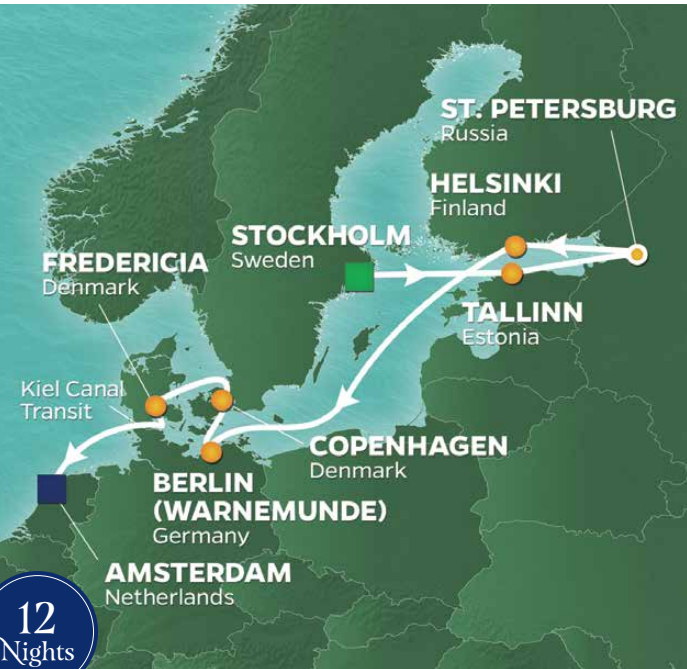 ST. PETERSBURG
Russia
HELSINKI
Finland
STOCKHOLM
Sweden
FREDERICIA
Denmark
TALLINN
Estonia
Kiel Canal
Transit
COPENHAGEN
Denmark
BERLIN
(WARNEMUNDE)
Germany
AMSTERDAM
Netherlands
12
Nights